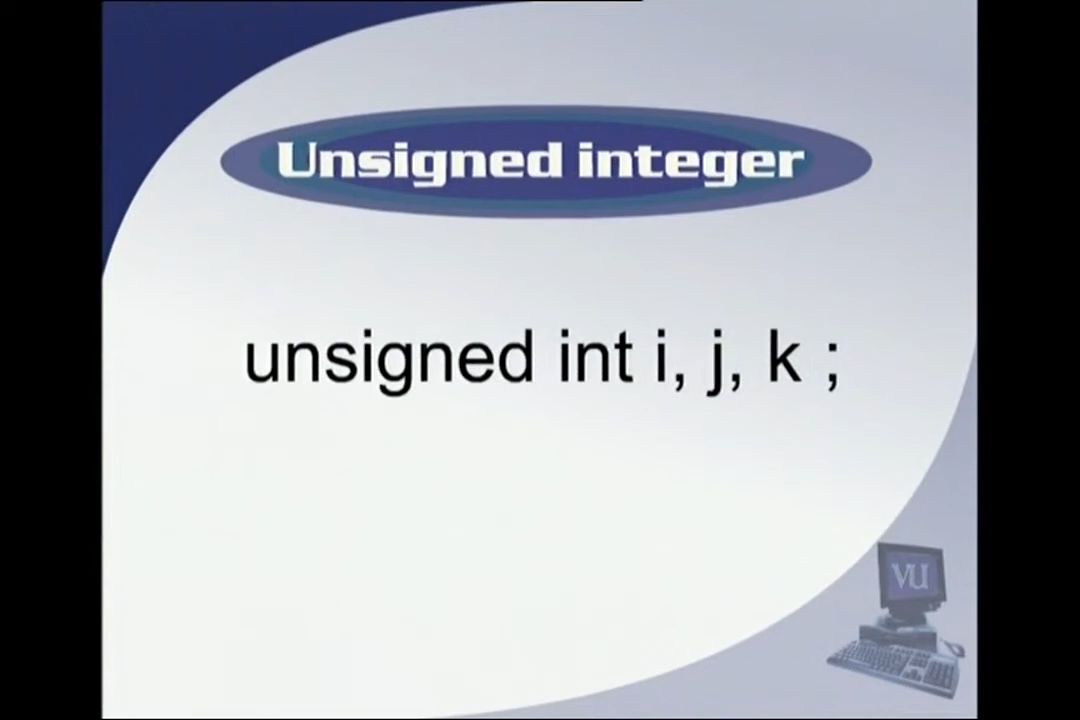 Unsigned integer
unsigned int i, j, k ;
VU